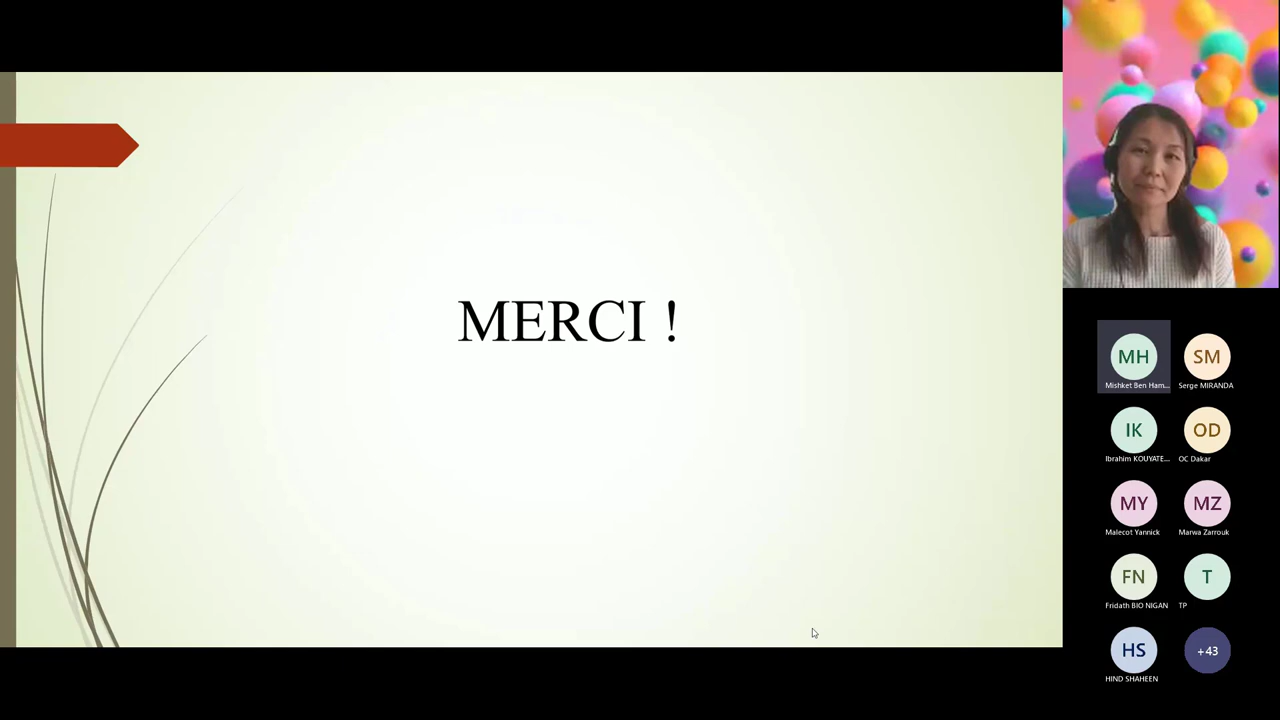 MERCI !
MH
Mishket Ben Ham...
SM
Serge MIRANDA
IK
Ibrahim KOUYATE...
OD
OC Dakar
MY
Malecot Yannick
MZ
Marwa Zarrouk
FN
Fridath BIO NIGAN
T
TP
HS
HIND SHAHEEN
+43